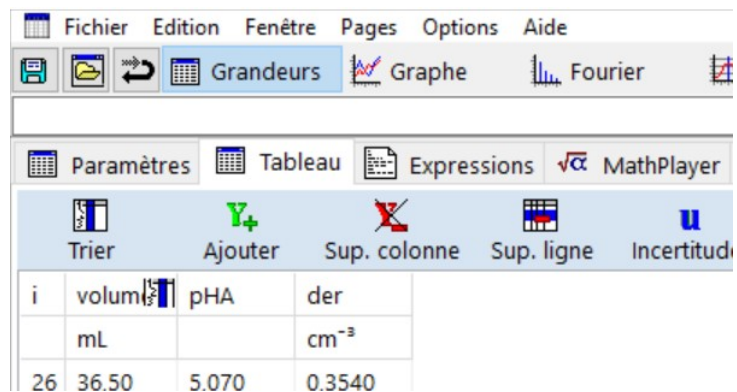 Fichier Edition Fenêtre Pages Options Aide
Grandeurs Graphe Fourier
Paramètres Tableau Expressions √α MathPlayer
Y+ u
Trier Ajouter Sup. colonne Sup. ligne Incertitude
i volume pHA der
mL cm⁻³
26 36.50 5.070 0.3540